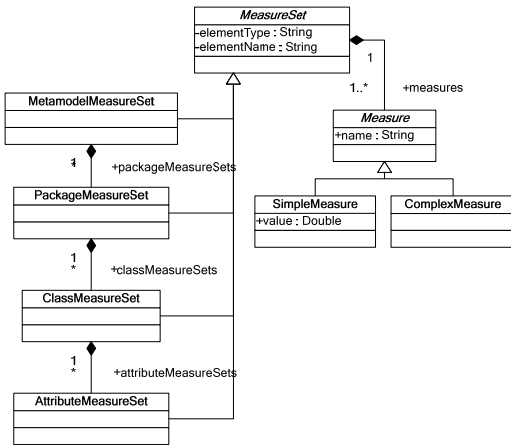 MeasureSet
-elementType : String
-elementName : String
1
1..*
+measures
MetamodelMeasureSet
Measure
+name : String
1
*
+packageMeasureSets
PackageMeasureSet
SimpleMeasure
+value : Double
ComplexMeasure
1
*
+classMeasureSets
ClassMeasureSet
1
*
+attributeMeasureSets
AttributeMeasureSet